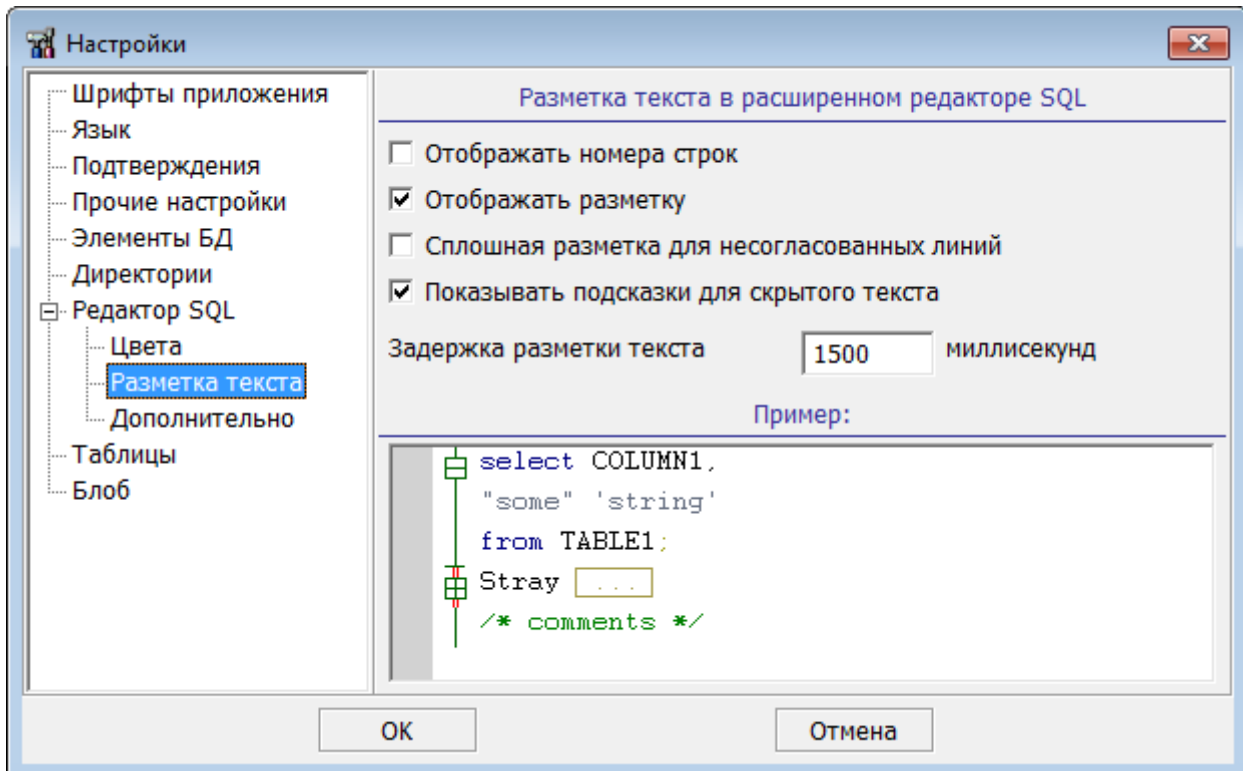 Настройки
Шрифты приложения
Язык
Подтверждения
Прочие настройки
Элементы БД
Директории
Редактор SQL
Цвета
Разметка текста
Дополнительно
Таблицы
Блоб
Разметка текста в расширенном редакторе SQL
Отображать номера строк
Отображать разметку
Сплошная разметка для несогласованных линий
Показывать подсказки для скрытого текста
Задержка разметки текста 1500 миллисекунд
Пример:
select COLUMN1,
"some" 'string'
from TABLE1;
Stray ...
/* comments */
OK Отмена